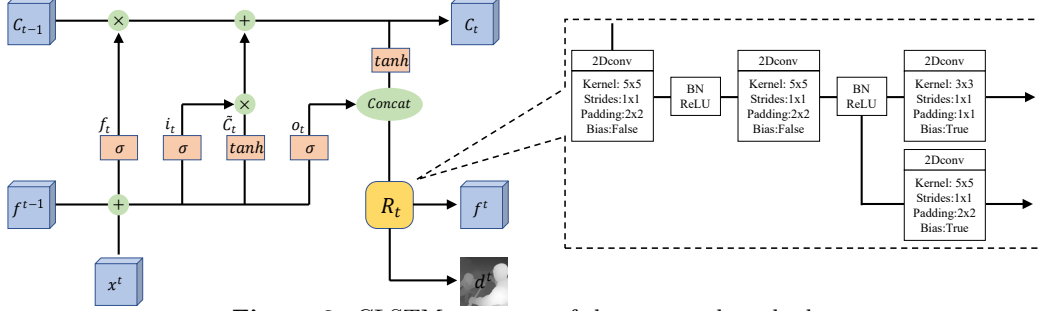 C_{t-1}
×
+
C_t
tanh
Concat
f_t
i_t
C̃_t
×
o_t
σ
σ
tanh
σ
f^{t-1}
+
R_t
f^t
x^t
d^t
2Dconv
Kernel: 5x5
Strides:1x1
Padding:2x2
Bias:False
BN
ReLU
2Dconv
Kernel: 5x5
Strides:1x1
Padding:2x2
Bias:False
BN
ReLU
2Dconv
Kernel: 3x3
Strides:1x1
Padding:1x1
Bias:True
2Dconv
Kernel: 5x5
Strides:1x1
Padding:2x2
Bias:True